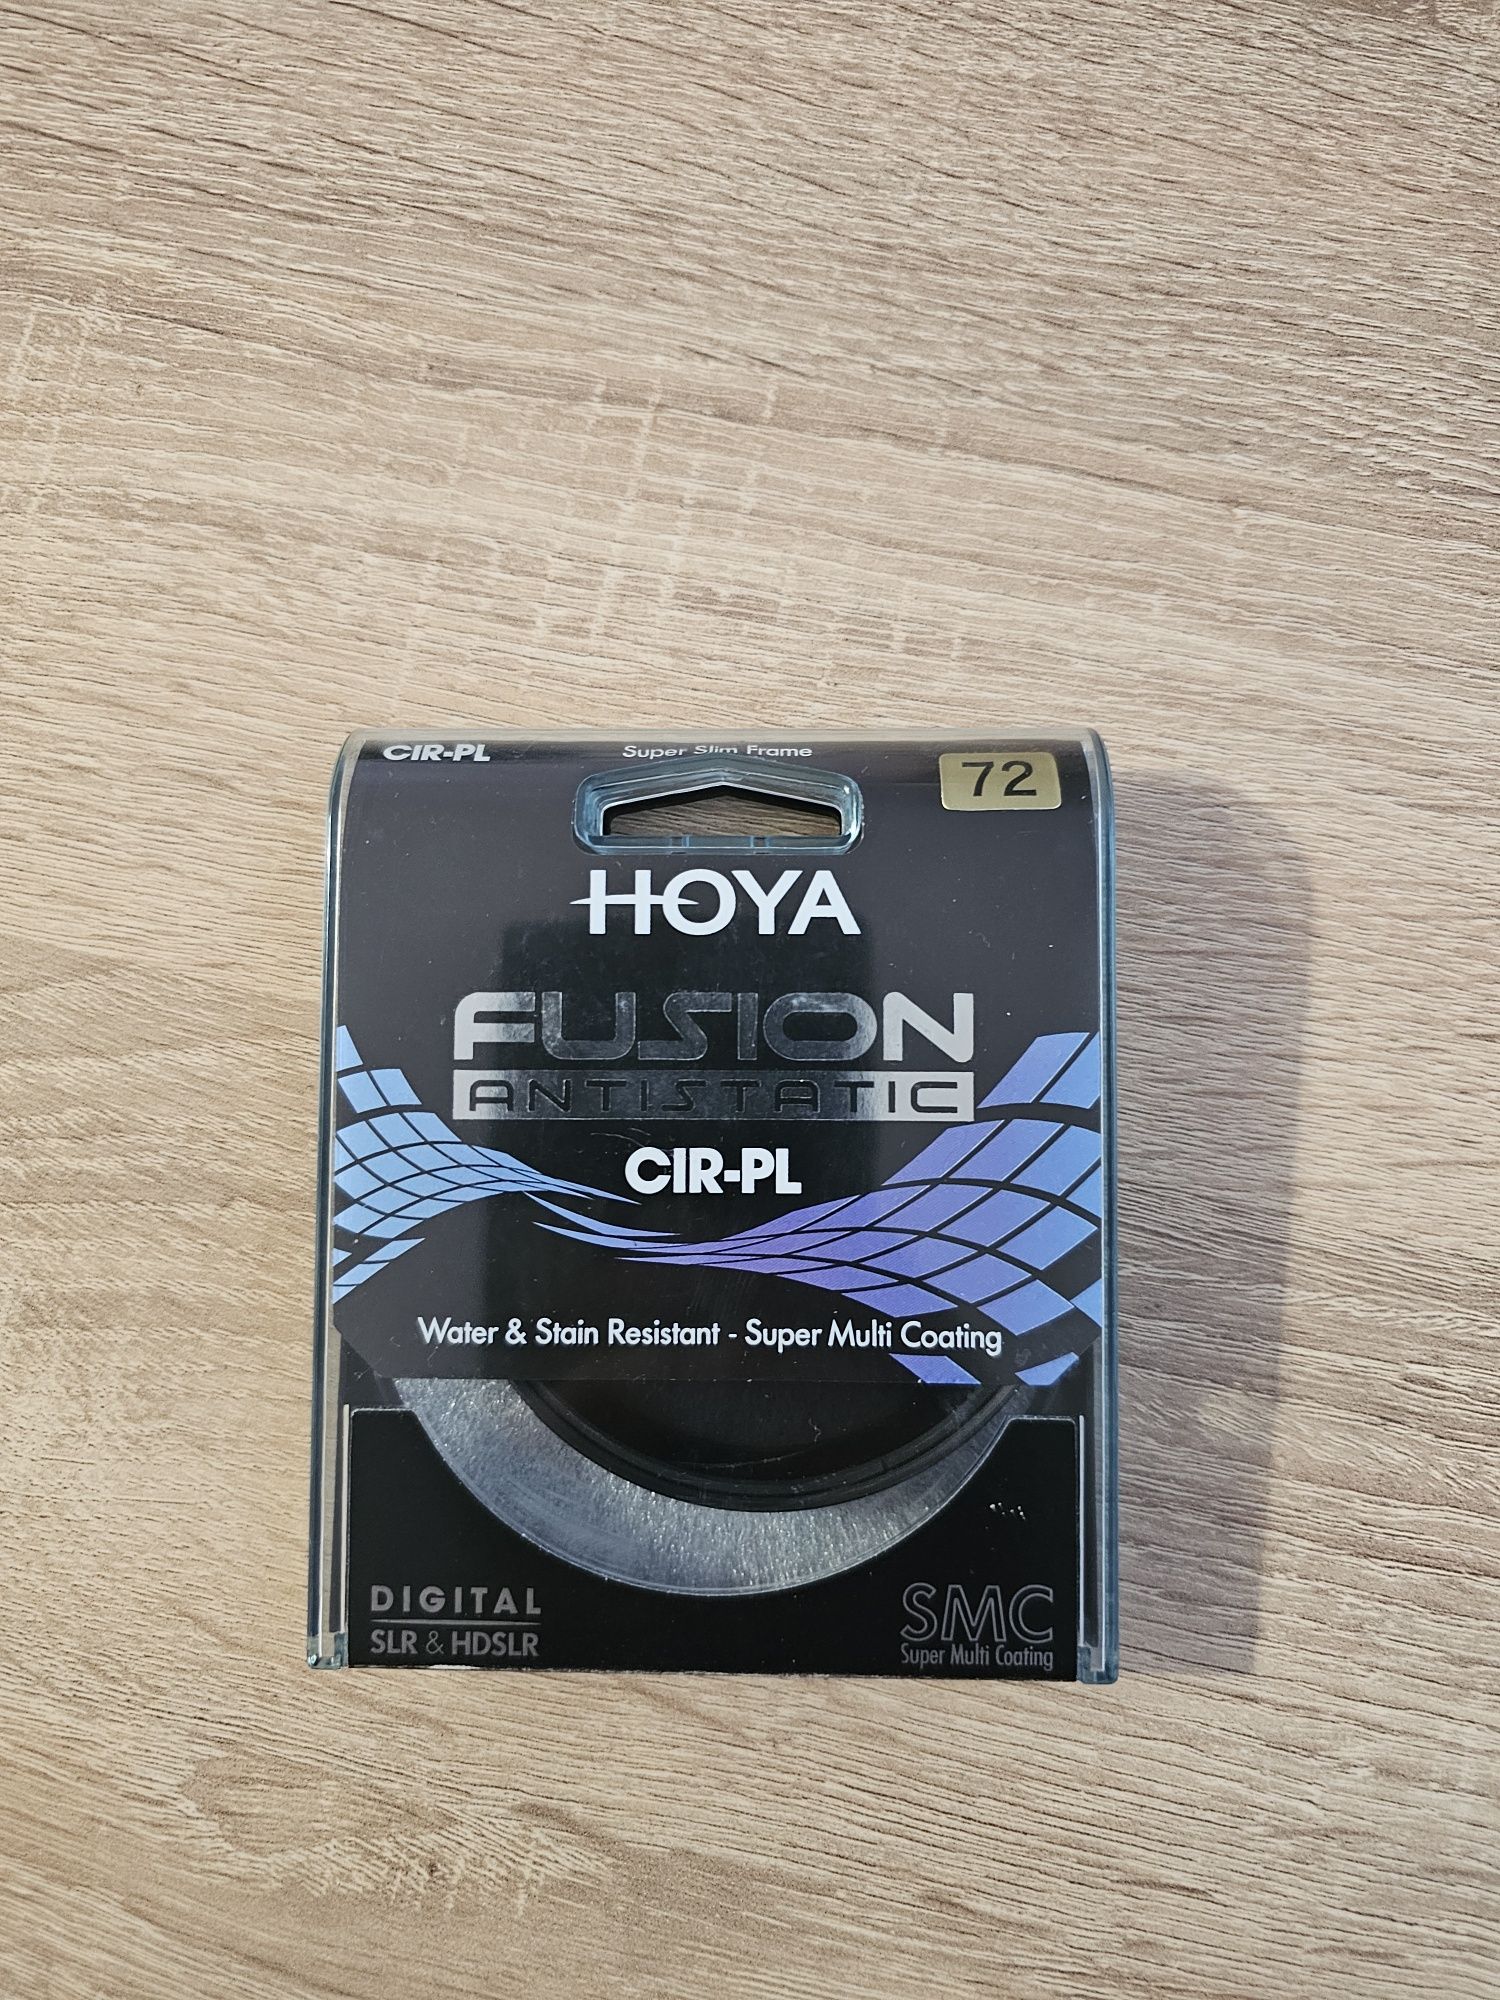 CIR-PL
Super Slim Frame
72
HOYA
FUSION
ANTISTATIC
CIR-PL
Water & Stain Resistant - Super Multi Coating
DIGITAL
SLR & HDSLR
SMC
Super Multi Coating